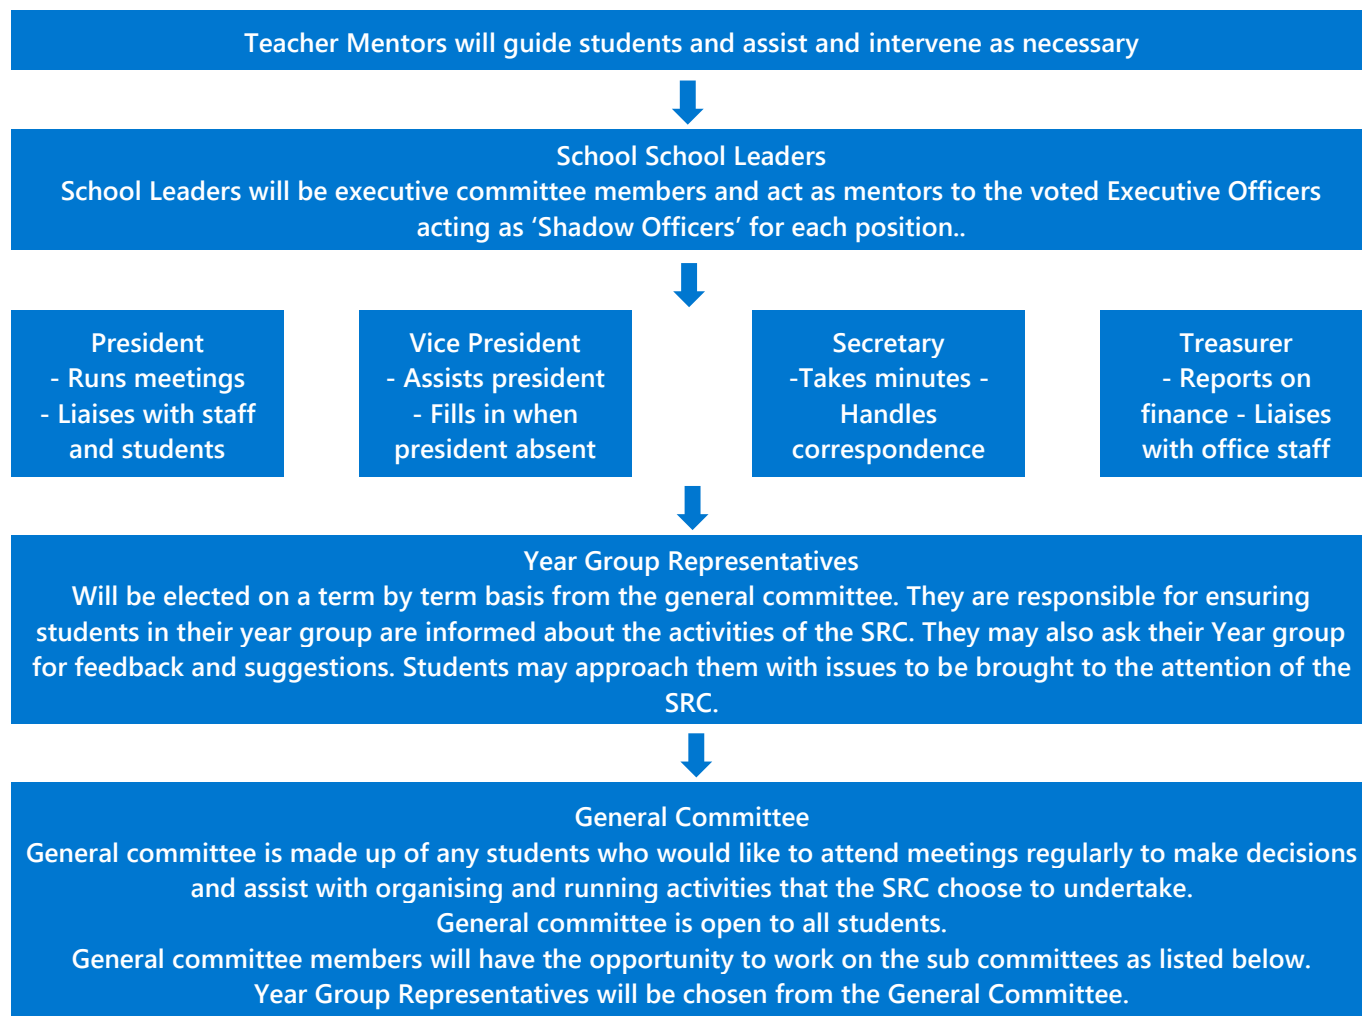 Teacher Mentors will guide students and assist and intervene as necessary
School School Leaders
School Leaders will be executive committee members and act as mentors to the voted Executive Officers
acting as ‘Shadow Officers’ for each position..
President
- Runs meetings
- Liaises with staff
and students
Vice President
- Assists president
- Fills in when
president absent
Secretary
-Takes minutes -
Handles
correspondence
Treasurer
- Reports on
finance - Liaises
with office staff
Year Group Representatives
Will be elected on a term by term basis from the general committee. They are responsible for ensuring
students in their year group are informed about the activities of the SRC. They may also ask their Year group
for feedback and suggestions. Students may approach them with issues to be brought to the attention of the
SRC.
General Committee
General committee is made up of any students who would like to attend meetings regularly to make decisions
and assist with organising and running activities that the SRC choose to undertake.
General committee is open to all students.
General committee members will have the opportunity to work on the sub committees as listed below.
Year Group Representatives will be chosen from the General Committee.